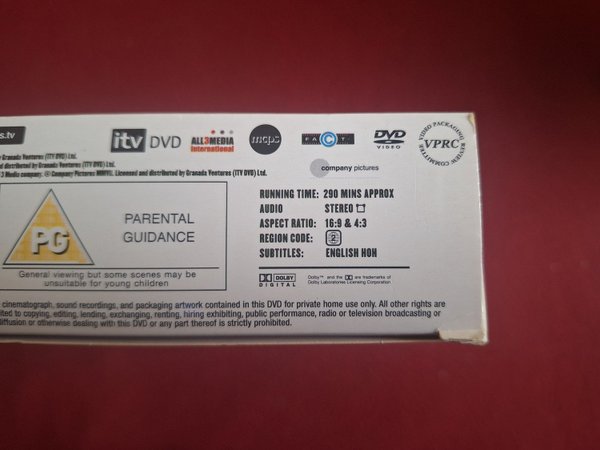 s.tv
itv DVD
ALL3MEDIA
international
mcps
FACT
DVD
VIDEO
VIDEO PACKAGING REVIEW COMMITTEE
VPRC
Granada Ventures (ITV DVD) Ltd.
and distributed by Granada Ventures (ITV DVD) Ltd.
3 Media company. © Company Pictures MMVII. Licensed and distributed by Granada Ventures (ITV DVD) Ltd.
company pictures
PG
PARENTAL
GUIDANCE
General viewing but some scenes may be
unsuitable for young children
RUNNING TIME: 290 MINS APPROX
AUDIO STEREO
ASPECT RATIO: 16:9 & 4:3
REGION CODE: 2
SUBTITLES: ENGLISH HOH
DOLBY
DIGITAL
Dolby™ and the are trademarks of
Dolby Laboratories Licensing Corporation
cinematograph, sound recordings, and packaging artwork contained in this DVD for private home use only. All other rights are
ited to copying, editing, lending, exchanging, renting, hiring exhibiting, public performance, radio or television broadcasting or
diffusion or otherwise dealing with this DVD or any part thereof is strictly prohibited.